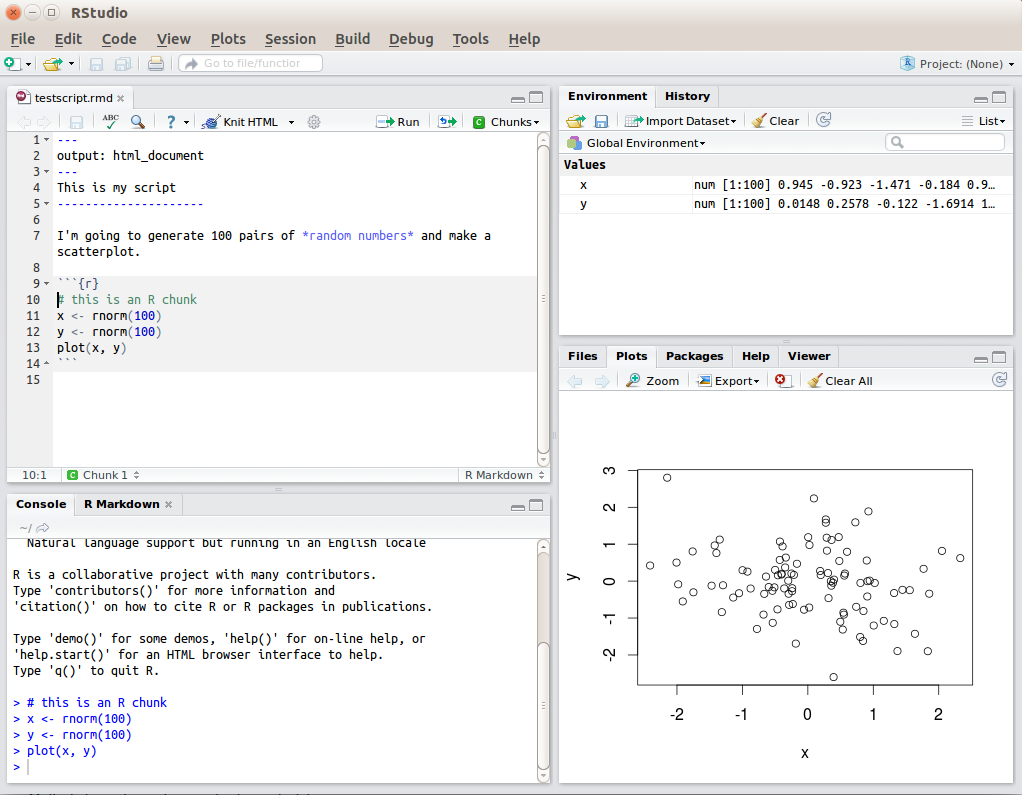 RStudio
File Edit Code View Plots Session Build Debug Tools Help
Go to file/function
Project: (None)
testscript.rmd
ABC ? Knit HTML Run Chunks
1 ---
2 output: html_document
3 ---
4 This is my script
5 ---------------------
6
7 I'm going to generate 100 pairs of *random numbers* and make a
scatterplot.
8
9 ```{r}
10 # this is an R chunk
11 x <- rnorm(100)
12 y <- rnorm(100)
13 plot(x, y)
14 ```
15
10:1 C Chunk 1 R Markdown
Console R Markdown
~/
Natural language support but running in an English locale
R is a collaborative project with many contributors.
Type 'contributors()' for more information and
'citation()' on how to cite R or R packages in publications.
Type 'demo()' for some demos, 'help()' for on-line help, or
'help.start()' for an HTML browser interface to help.
Type 'q()' to quit R.
> # this is an R chunk
> x <- rnorm(100)
> y <- rnorm(100)
> plot(x, y)
>
Environment History
Import Dataset Clear List
Global Environment
Values
x num [1:100] 0.945 -0.923 -1.471 -0.184 0.9…
y num [1:100] 0.0148 0.2578 -0.122 -1.6914 1…
Files Plots Packages Help Viewer
Zoom Export Clear All
3
2
1
0
-1
-2
y
-2 -1 0 1 2
x